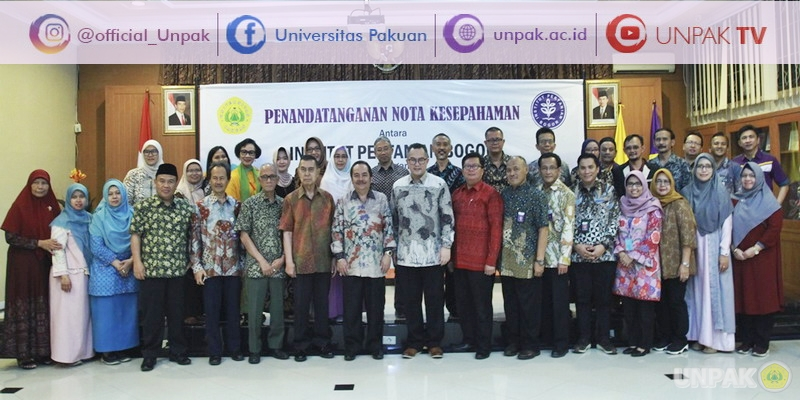 @official_Unpak
Universitas Pakuan
unpak.ac.id
UNPAK TV
PENANDATANGANAN NOTA KESEPAHAMAN
Antara
INSTITUT PERTANIAN BOGOR
UNPAK